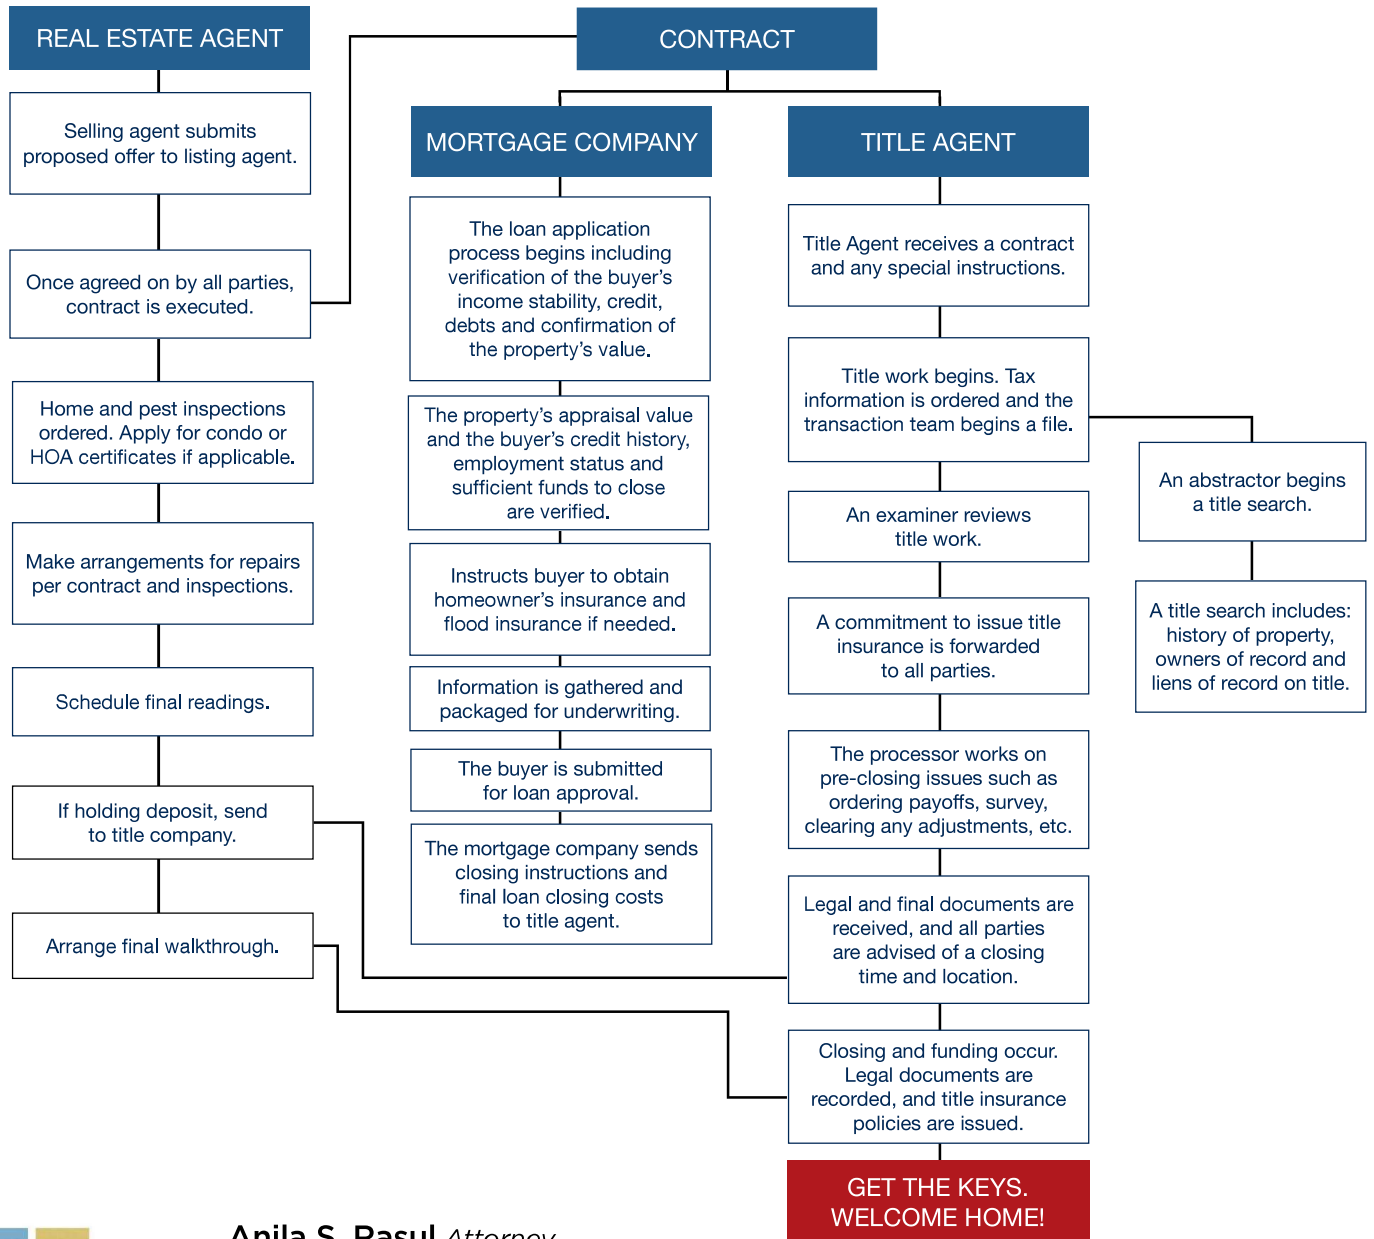 REAL ESTATE AGENT
Selling agent submits
proposed offer to listing agent.
Once agreed on by all parties,
contract is executed.
Home and pest inspections
ordered. Apply for condo or
HOA certificates if applicable.
Make arrangements for repairs
per contract and inspections.
Schedule final readings.
If holding deposit, send
to title company.
Arrange final walkthrough.
CONTRACT
MORTGAGE COMPANY
The loan application
process begins including
verification of the buyer’s
income stability, credit,
debts and confirmation of
the property’s value.
The property’s appraisal value
and the buyer’s credit history,
employment status and
sufficient funds to close
are verified.
Instructs buyer to obtain
homeowner’s insurance and
flood insurance if needed.
Information is gathered and
packaged for underwriting.
The buyer is submitted
for loan approval.
The mortgage company sends
closing instructions and
final loan closing costs
to title agent.
TITLE AGENT
Title Agent receives a contract
and any special instructions.
Title work begins. Tax
information is ordered and the
transaction team begins a file.
An examiner reviews
title work.
A commitment to issue title
insurance is forwarded
to all parties.
The processor works on
pre-closing issues such as
ordering payoffs, survey,
clearing any adjustments, etc.
Legal and final documents are
received, and all parties
are advised of a closing
time and location.
Closing and funding occur.
Legal documents are
recorded, and title insurance
policies are issued.
GET THE KEYS.
WELCOME HOME!
An abstractor begins
a title search.
A title search includes:
history of property,
owners of record and
liens of record on title.
Anila S. Rasul Attorney